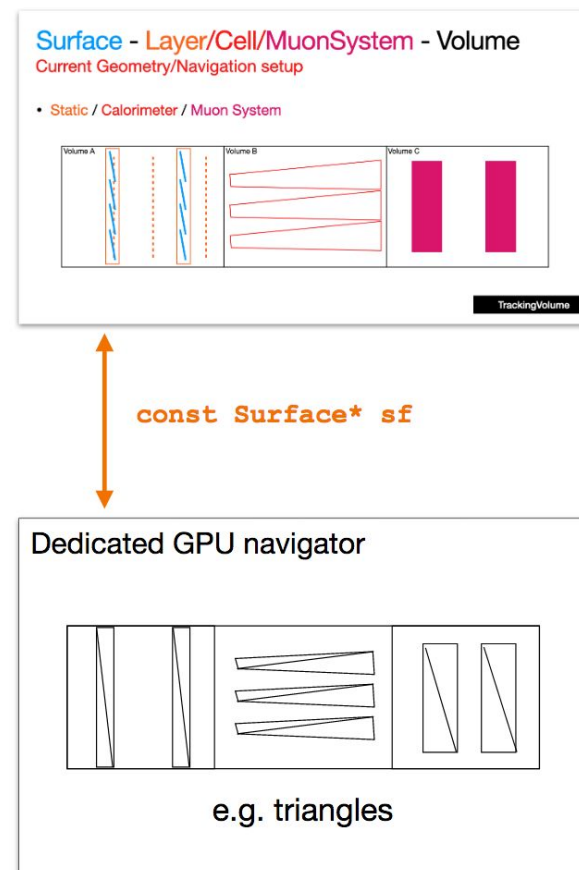 Surface - Layer/Cell/MuonSystem - Volume
Current Geometry/Navigation setup
• Static / Calorimeter / Muon System
Volume A Volume B Volume C
TrackingVolume
const Surface* sf
Dedicated GPU navigator
e.g. triangles